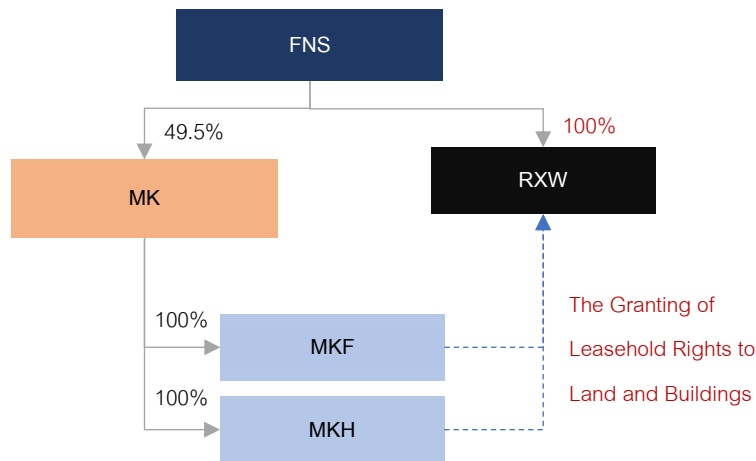 FNS
49.5%
100%
MK
RXW
100%
MKF
100%
MKH
The Granting of
Leasehold Rights to
Land and Buildings